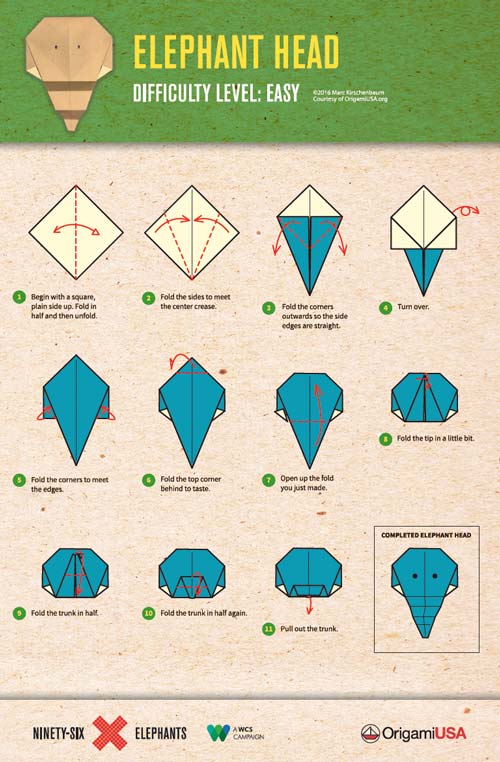 ELEPHANT HEAD
DIFFICULTY LEVEL: EASY
©2016 Marc Kirschenbaum
Courtesy of OrigamiUSA.org
1 Begin with a square,
plain side up. Fold in
half and then unfold.
2 Fold the sides to meet
the center crease.
3 Fold the corners
outwards so the side
edges are straight.
4 Turn over.
5 Fold the corners to meet
the edges.
6 Fold the top corner
behind to taste.
7 Open up the fold
you just made.
8 Fold the tip in a little bit.
9 Fold the trunk in half.
10 Fold the trunk in half again.
11 Pull out the trunk.
COMPLETED ELEPHANT HEAD
NINETY-SIX ELEPHANTS
A WCS
CAMPAIGN
OrigamiUSA